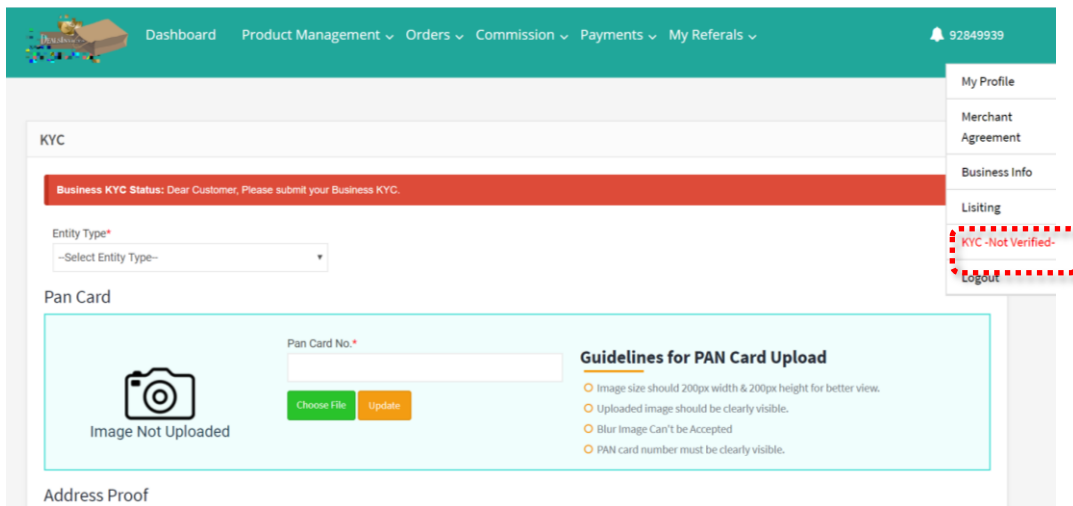 Dashboard Product Management Orders Commission Payments My Referals 92849939
My Profile
Merchant
Agreement
Business Info
Lisiting
KYC -Not Verified-
Logout
KYC
Business KYC Status: Dear Customer, Please submit your Business KYC.
Entity Type*
--Select Entity Type--
Pan Card
Image Not Uploaded
Pan Card No.*
Choose File Update
Guidelines for PAN Card Upload
Image size should 200px width & 200px height for better view.
Uploaded image should be clearly visible.
Blur Image Can't be Accepted
PAN card number must be clearly visible.
Address Proof